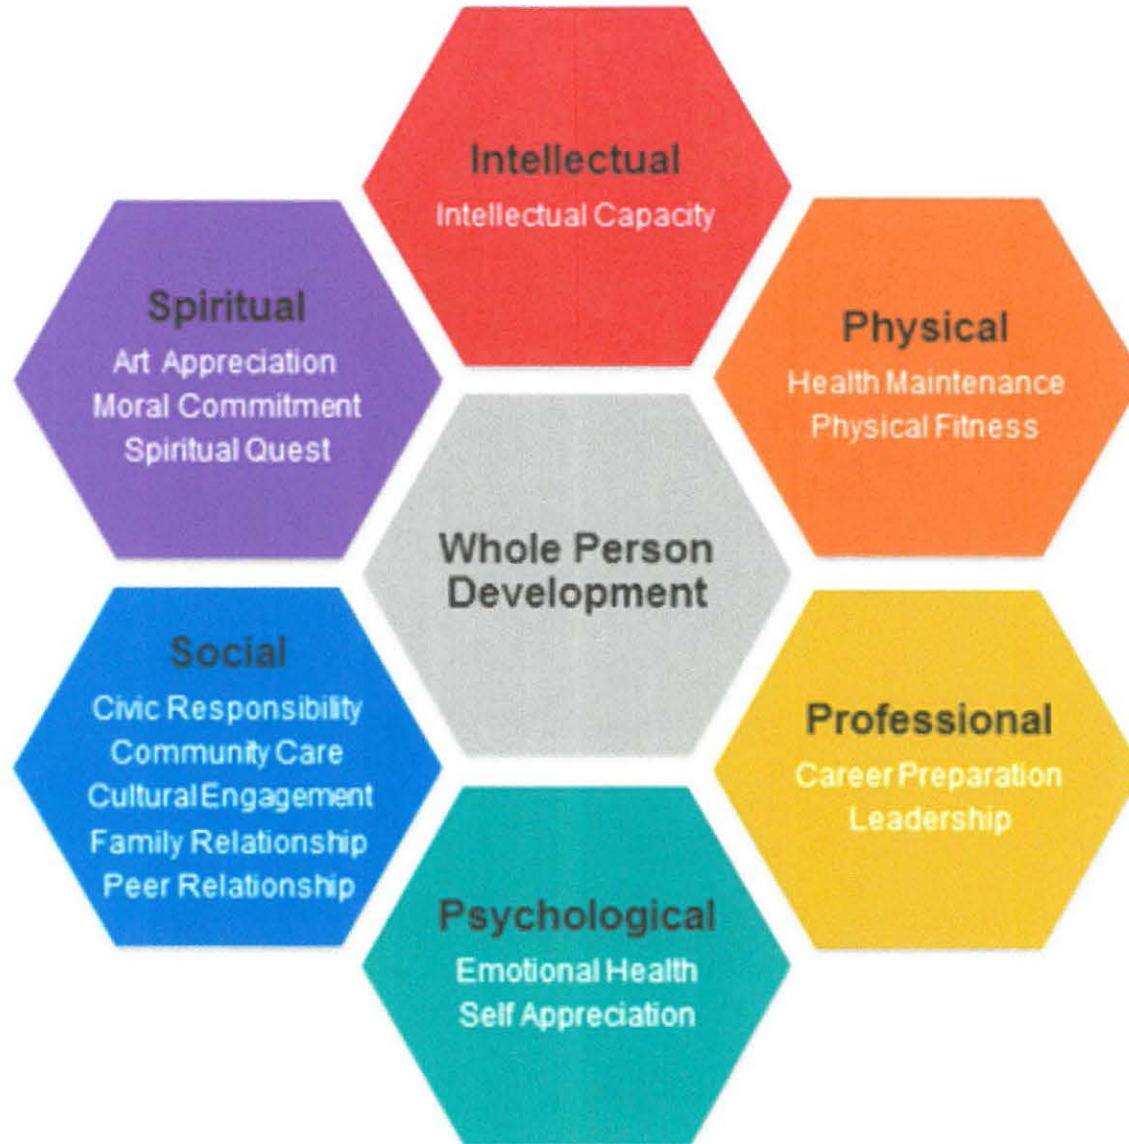 Intellectual
Intellectual Capacity
Physical
Health Maintenance
Physical Fitness
Professional
Career Preparation
Leadership
Psychological
Emotional Health
Self Appreciation
Social
Civic Responsibility
Community Care
Cultural Engagement
Family Relationship
Peer Relationship
Spiritual
Art Appreciation
Moral Commitment
Spiritual Quest
Whole Person
Development